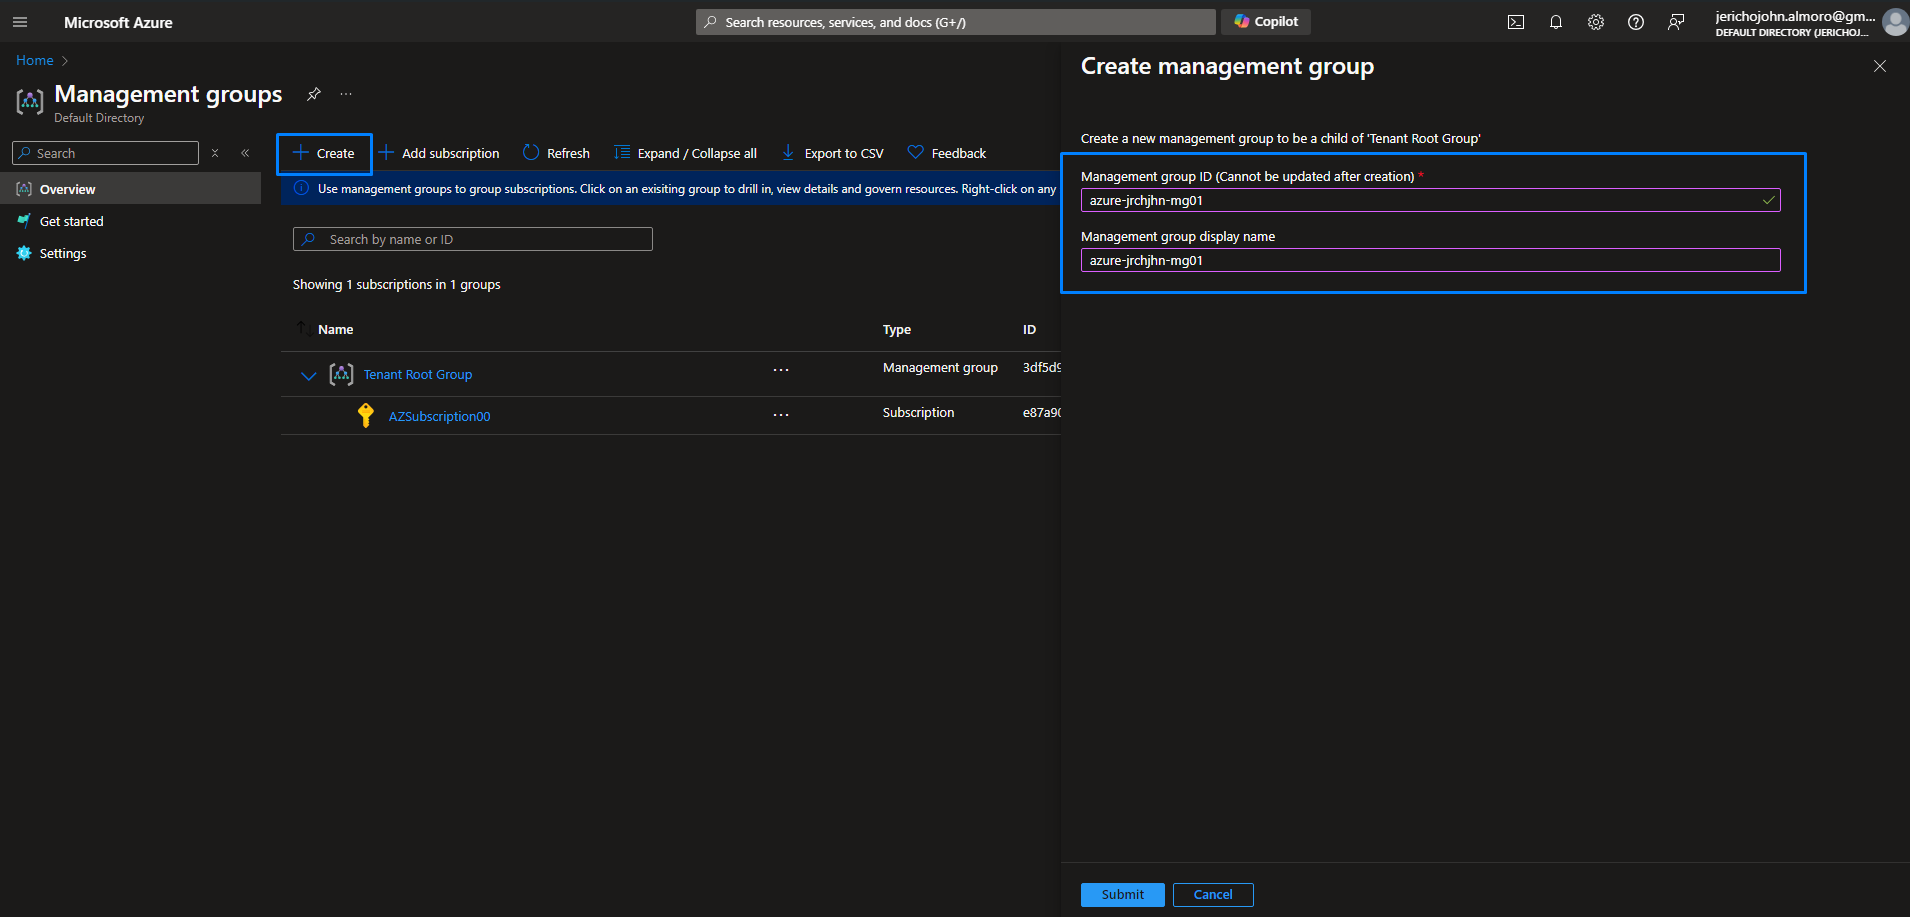 Microsoft Azure
Search resources, services, and docs (G+/)
Copilot
jerichojohn.almoro@gm...
DEFAULT DIRECTORY (JERICHOJ...
Home
Management groups
...
Default Directory
Search
Overview
Get started
Settings
Create
Add subscription
Refresh
Expand / Collapse all
Export to CSV
Feedback
Use management groups to group subscriptions. Click on an exisiting group to drill in, view details and govern resources. Right-click on any
Search by name or ID
Showing 1 subscriptions in 1 groups
Name Type ID
Tenant Root Group ... Management group 3df5d9
AZSubscription00 ... Subscription e87a90
Create management group
Create a new management group to be a child of 'Tenant Root Group'
Management group ID (Cannot be updated after creation) *
azure-jrchjhn-mg01
Management group display name
azure-jrchjhn-mg01
Submit
Cancel